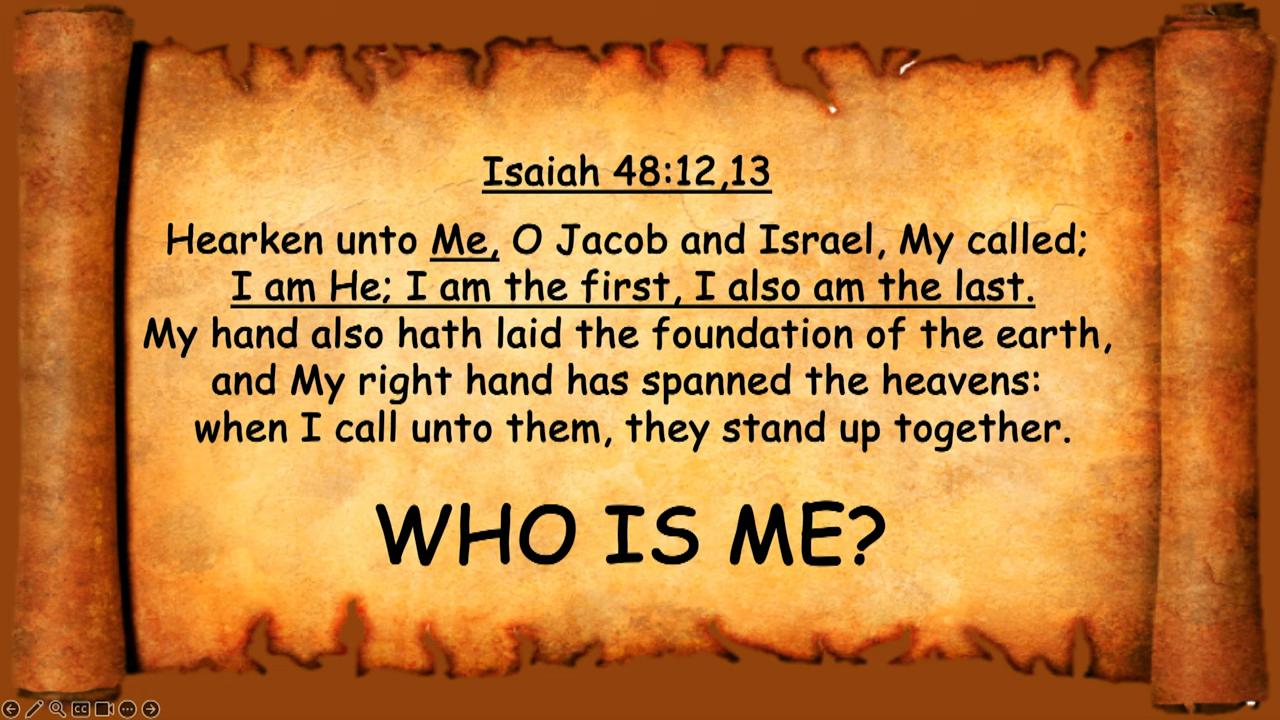 Isaiah 48:12,13
Hearken unto Me, O Jacob and Israel, My called;
I am He; I am the first, I also am the last.
My hand also hath laid the foundation of the earth,
and My right hand has spanned the heavens:
when I call unto them, they stand up together.
WHO IS ME?
CC